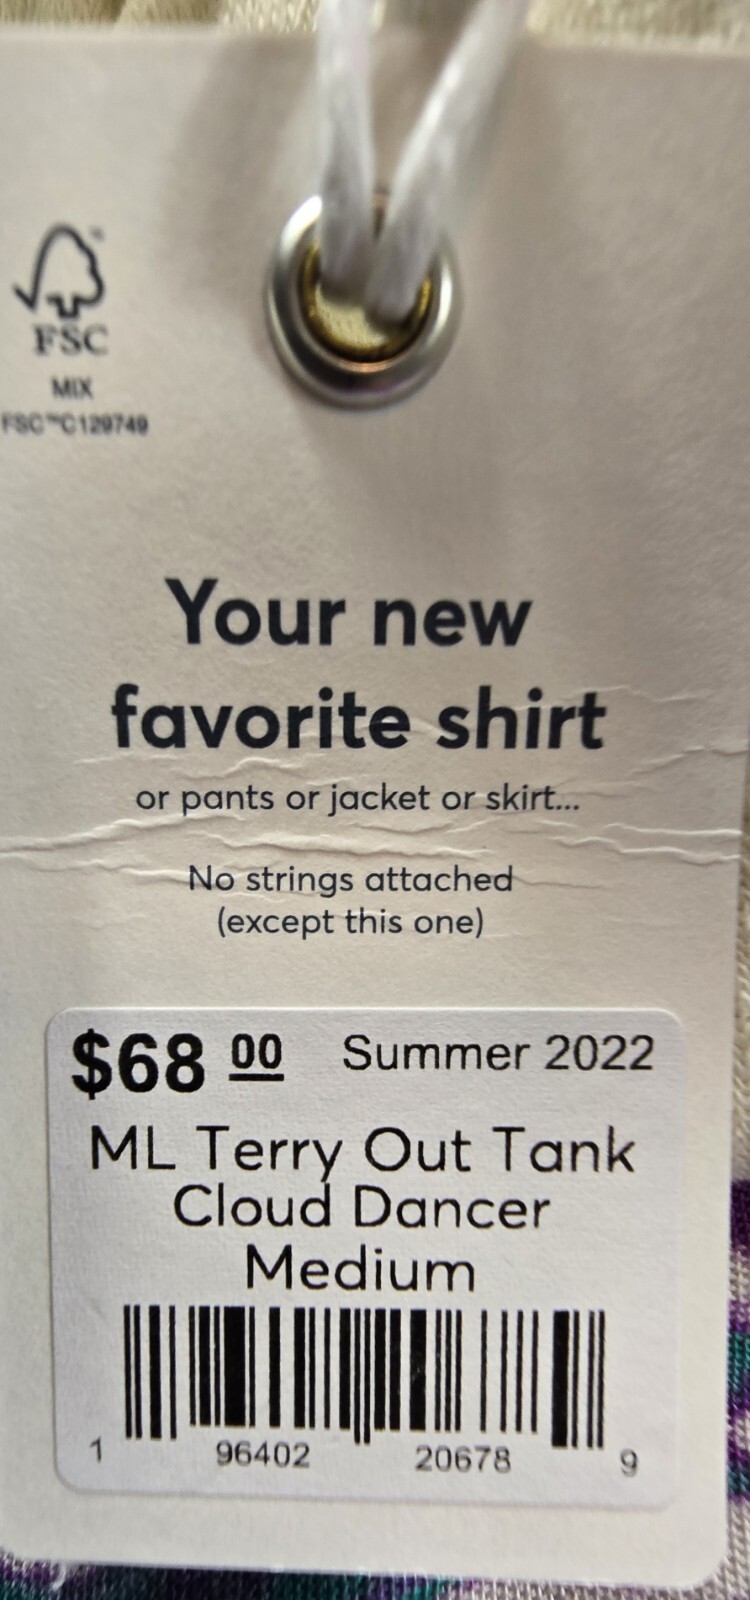 FSC
MIX
FSC™C129749
Your new
favorite shirt
or pants or jacket or skirt...
No strings attached
(except this one)
$68 00 Summer 2022
ML Terry Out Tank
Cloud Dancer
Medium
1 96402 20678 9